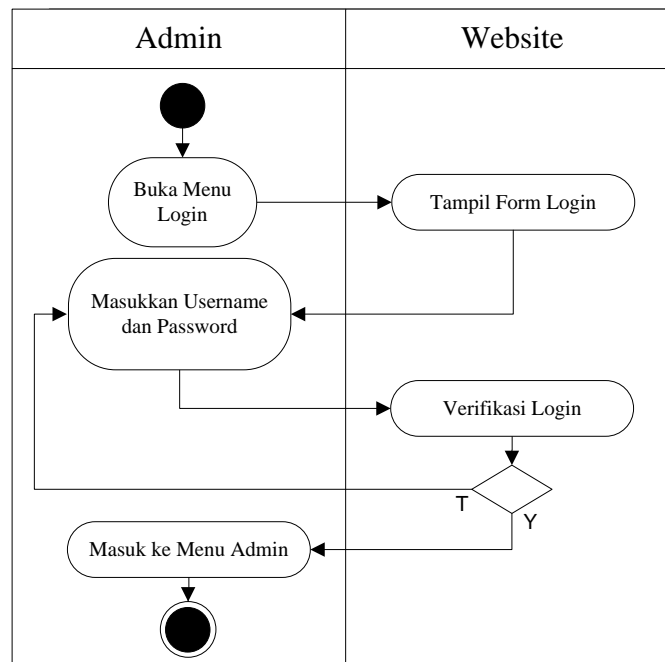 Admin
Website
Buka Menu
Login
Tampil Form Login
Masukkan Username
dan Password
Verifikasi Login
T
Y
Masuk ke Menu Admin